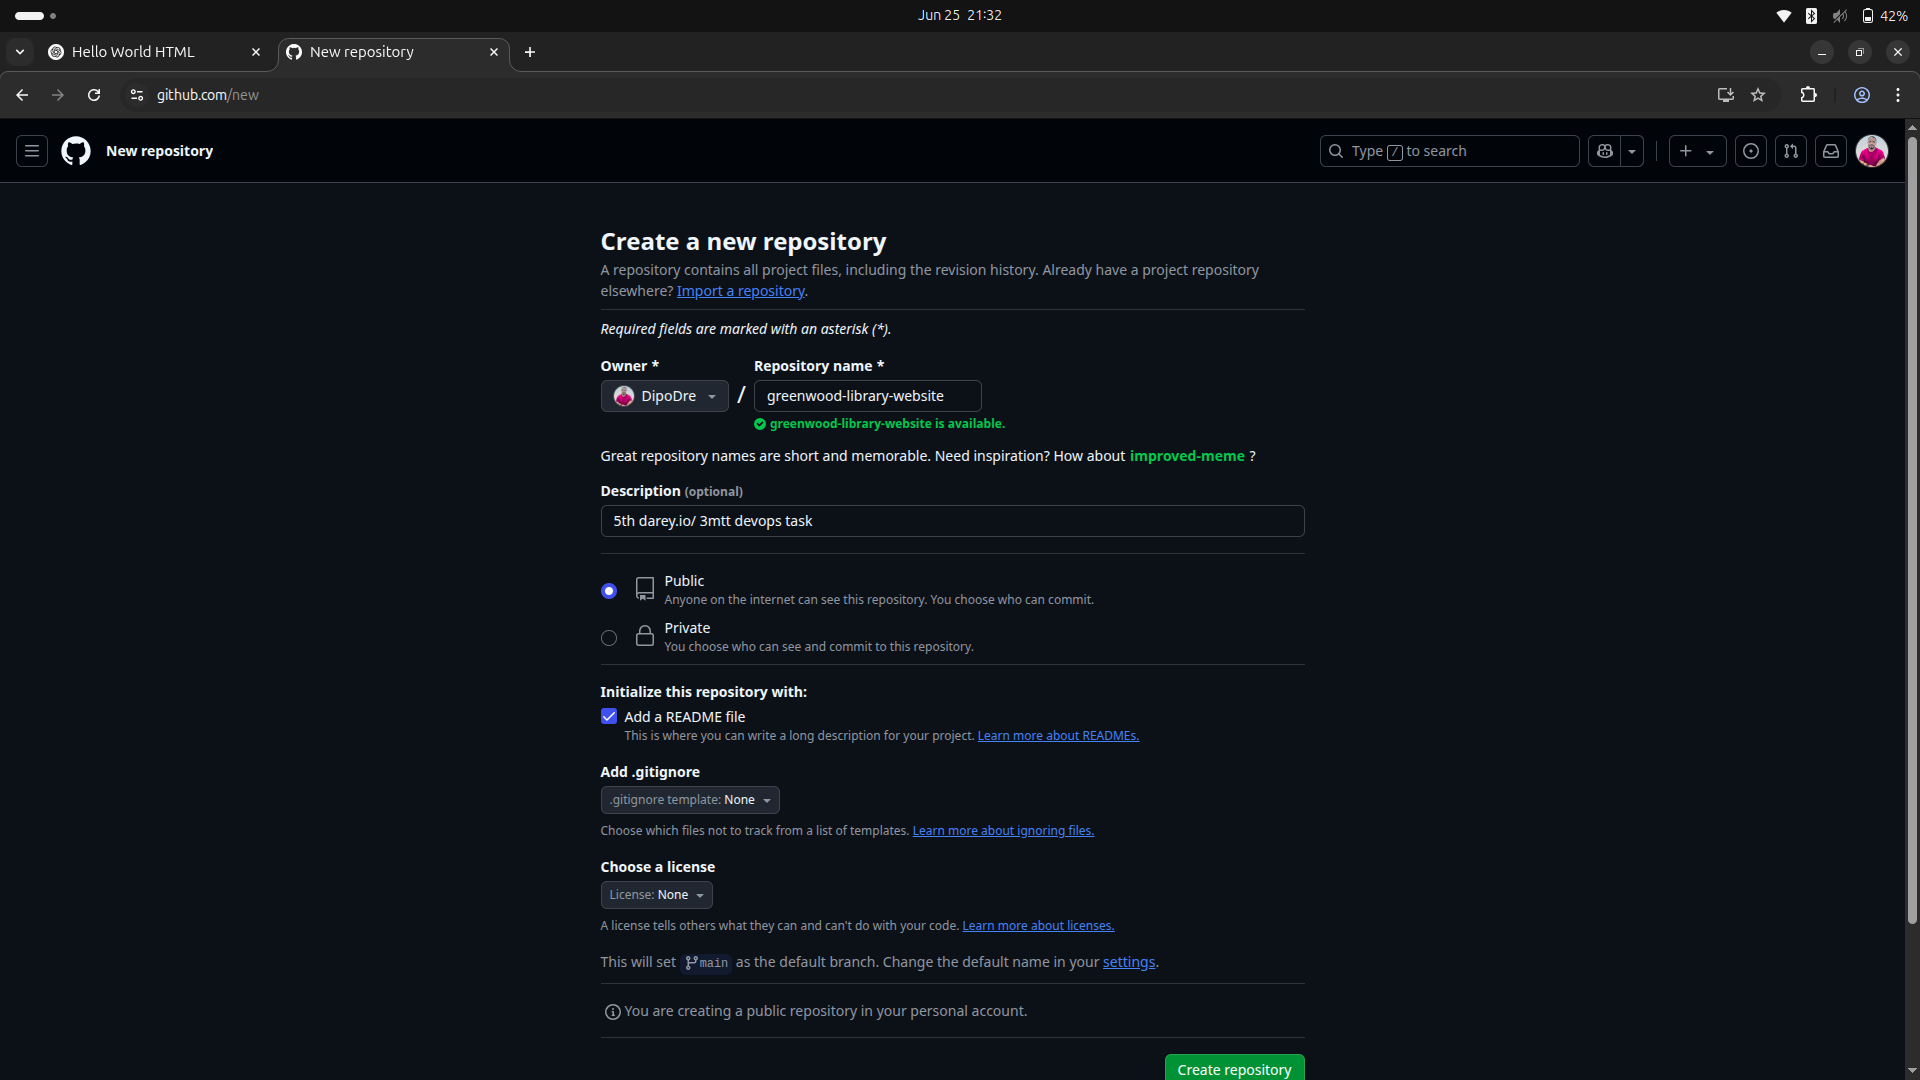 Jun 25 21:32
42%
Hello World HTML
New repository
github.com/new
New repository
Type / to search
Create a new repository
A repository contains all project files, including the revision history. Already have a project repository
elsewhere? Import a repository.
Required fields are marked with an asterisk (*).
Owner *
Repository name *
DipoDre
/
greenwood-library-website
greenwood-library-website is available.
Great repository names are short and memorable. Need inspiration? How about improved-meme ?
Description (optional)
5th darey.io/ 3mtt devops task
Public
Anyone on the internet can see this repository. You choose who can commit.
Private
You choose who can see and commit to this repository.
Initialize this repository with:
Add a README file
This is where you can write a long description for your project. Learn more about READMEs.
Add .gitignore
.gitignore template: None
Choose which files not to track from a list of templates. Learn more about ignoring files.
Choose a license
License: None
A license tells others what they can and can't do with your code. Learn more about licenses.
This will set main as the default branch. Change the default name in your settings.
You are creating a public repository in your personal account.
Create repository